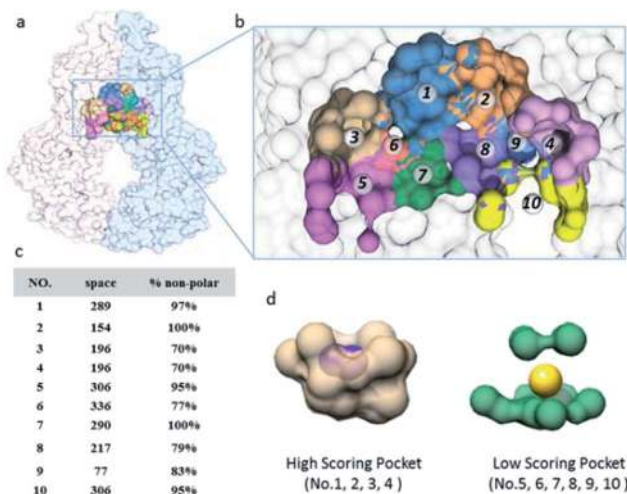 a
b
1
2
3
6
8
9
4
5
7
10
c
NO. space % non-polar
1 289 97%
2 154 100%
3 196 70%
4 196 70%
5 306 95%
6 336 77%
7 290 100%
8 217 79%
9 77 83%
10 306 95%
d
High Scoring Pocket
(No.1, 2, 3, 4 )
Low Scoring Pocket
(No.5, 6, 7, 8, 9, 10)